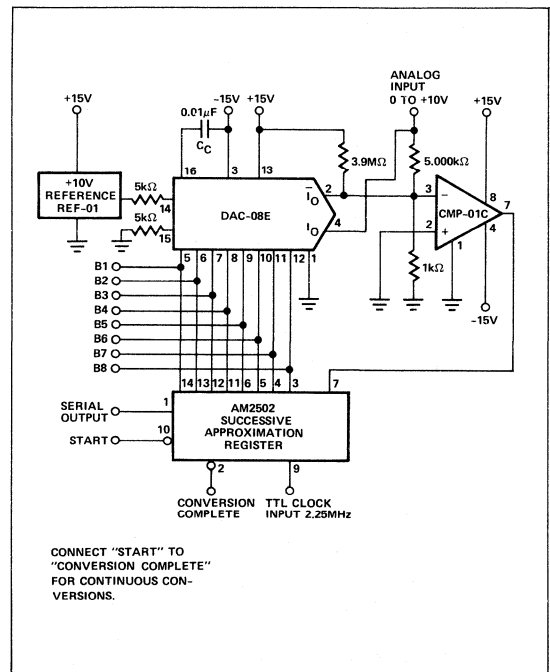 ANALOG
INPUT
0 TO +10V
+15V
-15V
+15V
+15V
0.01µF
CC
16
3
13
3.9MΩ
5.000kΩ
+10V
REFERENCE
REF-01
5kΩ
14
5kΩ
15
DAC-08E
IO
2
IO
4
3
−
2
+
CMP-01C
8
7
4
1
1kΩ
-15V
5 6 7 8 9 10 11 12 1
B1
B2
B3
B4
B5
B6
B7
B8
14 13 12 11 6 5 4 3 7
SERIAL
OUTPUT
1
START
10
AM2502
SUCCESSIVE
APPROXIMATION
REGISTER
2
9
CONVERSION
COMPLETE
TTL CLOCK
INPUT 2.25MHz
CONNECT "START" TO
"CONVERSION COMPLETE"
FOR CONTINUOUS CON-
VERSIONS.